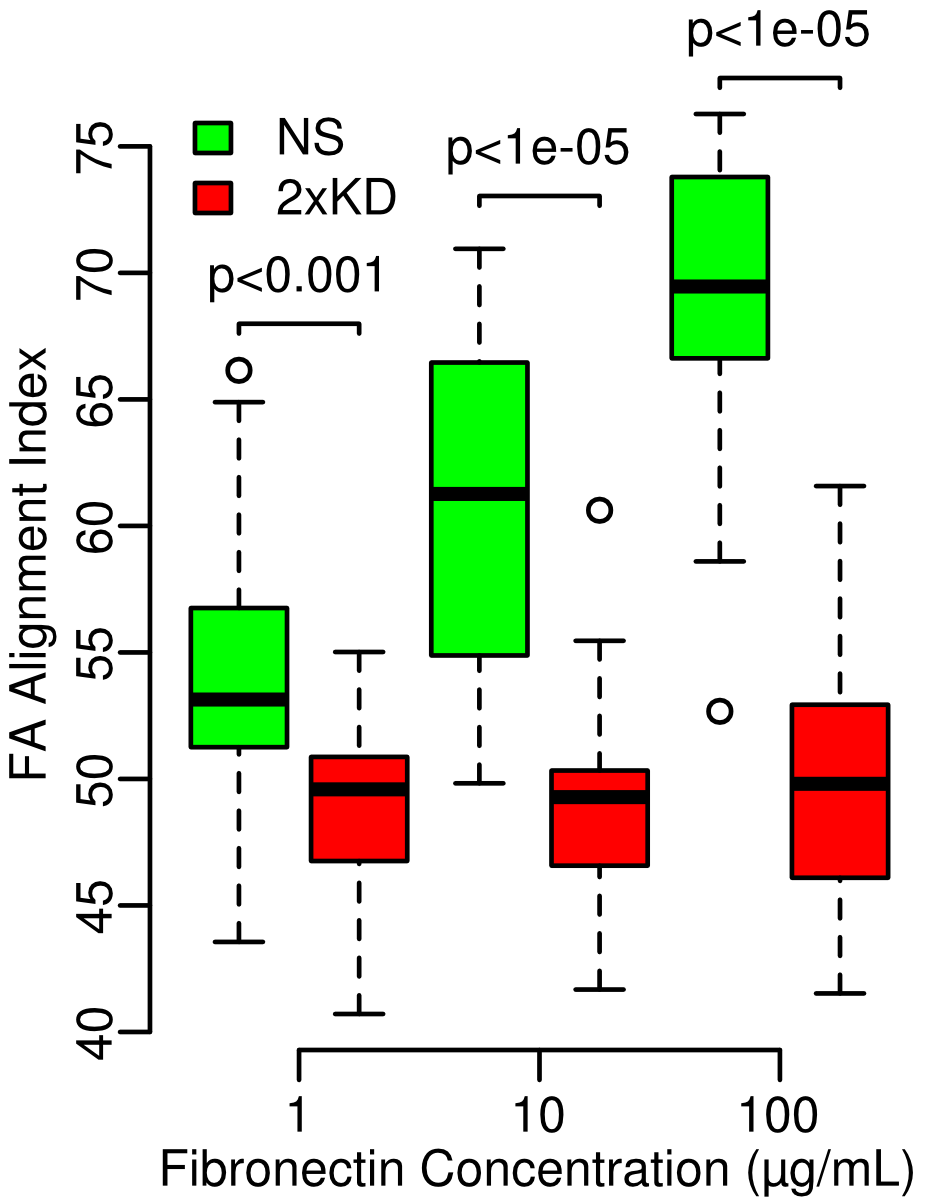 p<1e-05
NS
p<1e-05
2xKD
p<0.001
FA Alignment Index
75
70
65
60
55
50
45
40
1
10
100
Fibronectin Concentration (μg/mL)